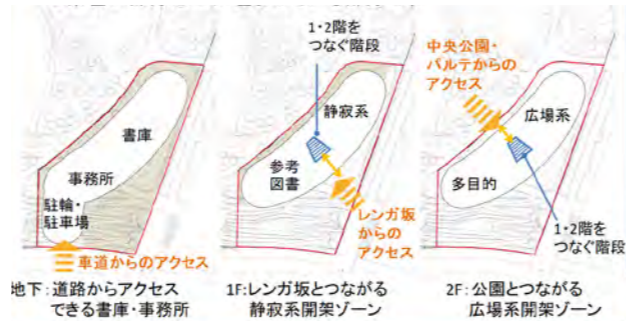 書庫
事務所
駐輪・
駐車場
車道からのアクセス
地下:道路からアクセス
できる書庫・事務所
1・2階を
つなぐ階段
静寂系
参考
図書
レンガ坂
からの
アクセス
1F:レンガ坂とつながる
静寂系開架ゾーン
中央公園・
パルテからの
アクセス
広場系
多目的
1・2階を
つなぐ階段
2F:公園とつながる
広場系開架ゾーン